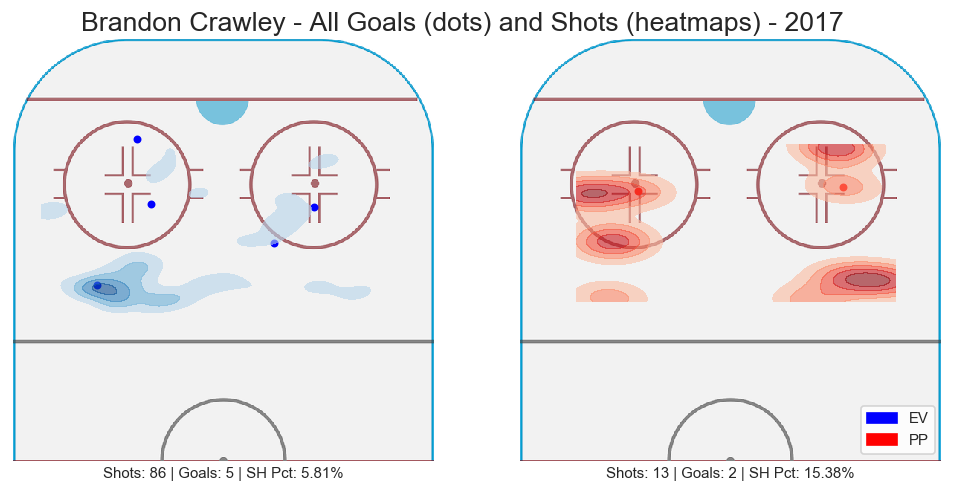 Brandon Crawley - All Goals (dots) and Shots (heatmaps) - 2017
EV
PP
Shots: 86 | Goals: 5 | SH Pct: 5.81%
Shots: 13 | Goals: 2 | SH Pct: 15.38%